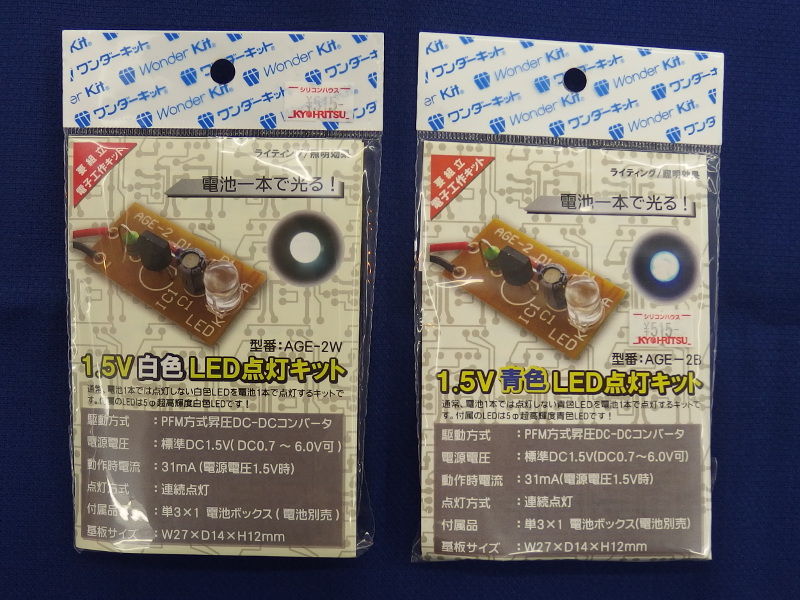 ワンダーキット Wonder Kit
シリコンハウス
¥515-
KYOHRITSU
要組立
電子工作キット
ライティング/照明効果
電池一本で光る!
AGE-2
IC1
C1
LED
K
A
型番:AGE-2W
1.5V 白色 LED点灯キット
通常、電池1本では点灯しない白色LEDを電池1本で点灯するキットで
す。付属のLEDは5φ超高輝度白色LEDです!
駆動方式 :PFM方式昇圧DC-DCコンバータ
電源電圧 :標準DC1.5V(DC0.7~6.0V可)
動作時電流 :31mA(電源電圧1.5V時)
点灯方式 :連続点灯
付属品 :単3×1 電池ボックス(電池別売)
基板サイズ :W27×D14×H12mm
ワンダーキット Wonder Kit
要組立
電子工作キット
ライティング/照明効果
電池一本で光る!
AGE-2
IC1
C1
LED
K
A
シリコンハウス
¥515-
KYOHRITSU
型番:AGE-2B
1.5V 青色 LED点灯キット
通常、電池1本では点灯しない青色LEDを電池1本で点灯するキットで
す。付属のLEDは5φ超高輝度青色LEDです!
駆動方式 :PFM方式昇圧DC-DCコンバータ
電源電圧 :標準DC1.5V(DC0.7~6.0V可)
動作時電流 :31mA(電源電圧1.5V時)
点灯方式 :連続点灯
付属品 :単3×1 電池ボックス(電池別売)
基板サイズ :W27×D14×H12mm